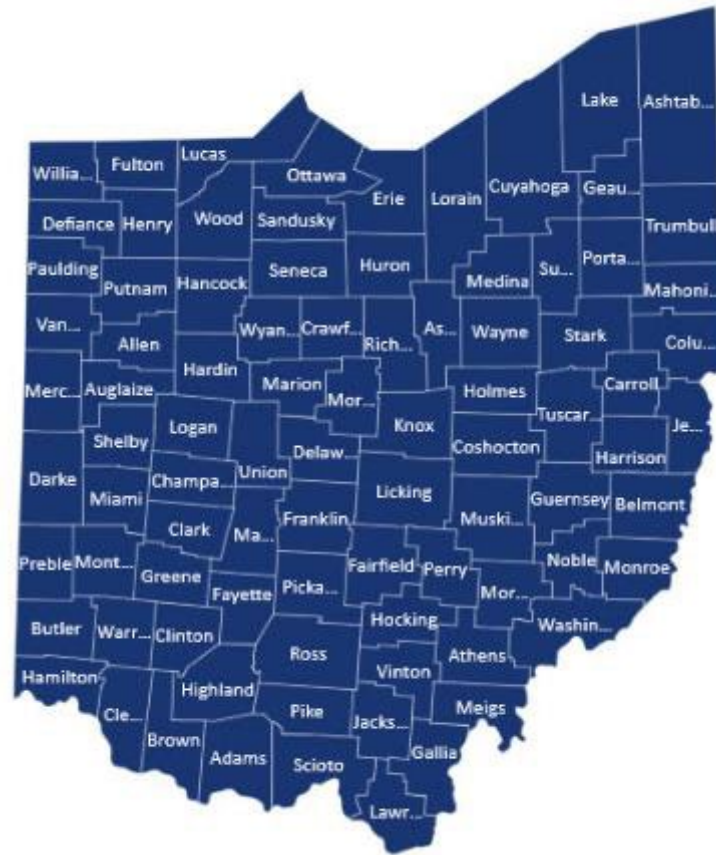 Lake
Ashtab...
Lucas
Fulton
Willia...
Ottawa
Geau...
Cuyahoga
Erie
Lorain
Defiance
Henry
Wood
Sandusky
Trumbull
Paulding
Putnam
Hancock
Seneca
Huron
Medina
Su...
Porta...
Mahoni...
Van...
Allen
Wyan...
Crawf...
Rich...
As...
Wayne
Stark
Colu...
Merc...
Auglaize
Hardin
Marion
Mor...
Holmes
Carroll
Tuscar...
Je...
Logan
Knox
Shelby
Delaw...
Coshocton
Harrison
Darke
Champa...
Union
Miami
Licking
Guernsey
Belmont
Clark
Franklin
Muski...
Ma...
Preble
Mont...
Greene
Fairfield
Perry
Noble
Monroe
Fayette
Picka...
Mor...
Hocking
Washin...
Butler
Warr...
Clinton
Ross
Athens
Vinton
Hamilton
Highland
Cle...
Pike
Jacks...
Meigs
Brown
Adams
Gallia
Scioto
Lawr...